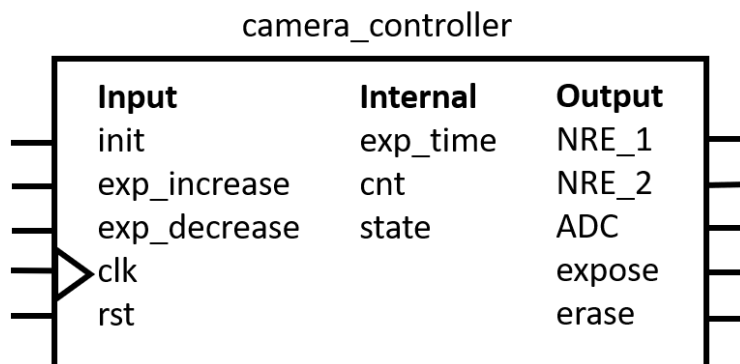 camera_controller
Input Internal Output
init exp_time NRE_1
exp_increase cnt NRE_2
exp_decrease state ADC
clk expose
rst erase